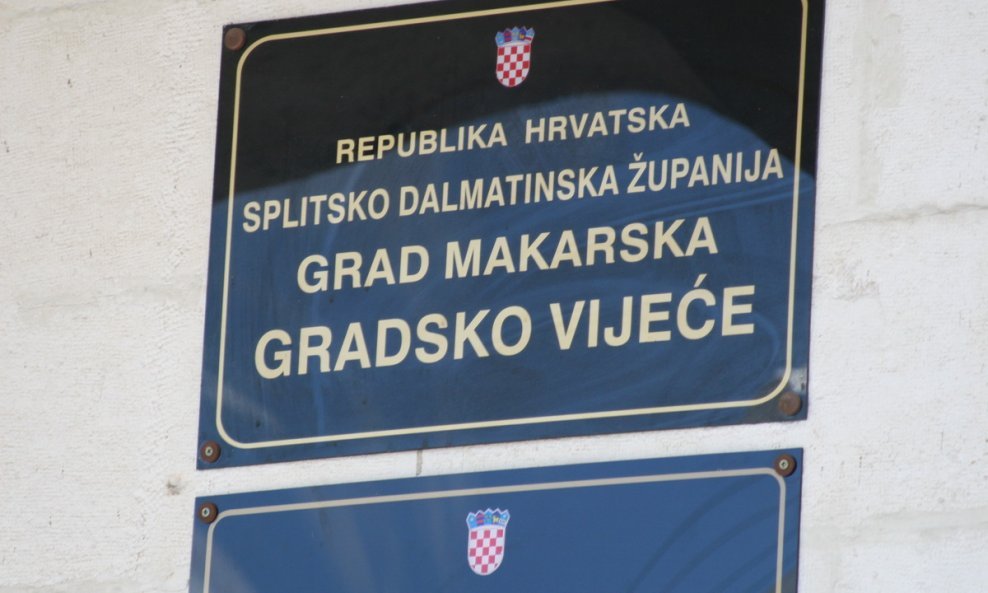 REPUBLIKA HRVATSKA
SPLITSKO DALMATINSKA ŽUPANIJA
GRAD MAKARSKA
GRADSKO VIJEĆE